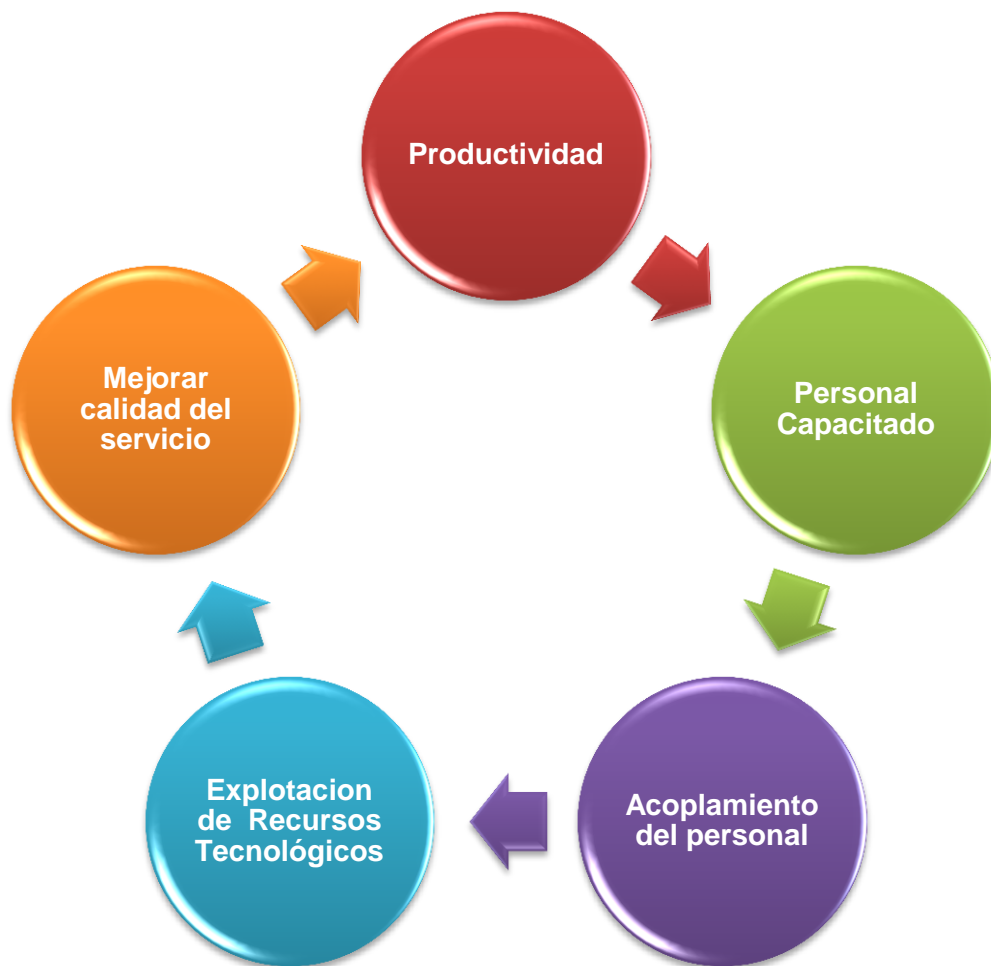 Productividad
Personal
Capacitado
Acoplamiento
del personal
Explotacion
de Recursos
Tecnológicos
Mejorar
calidad del
servicio